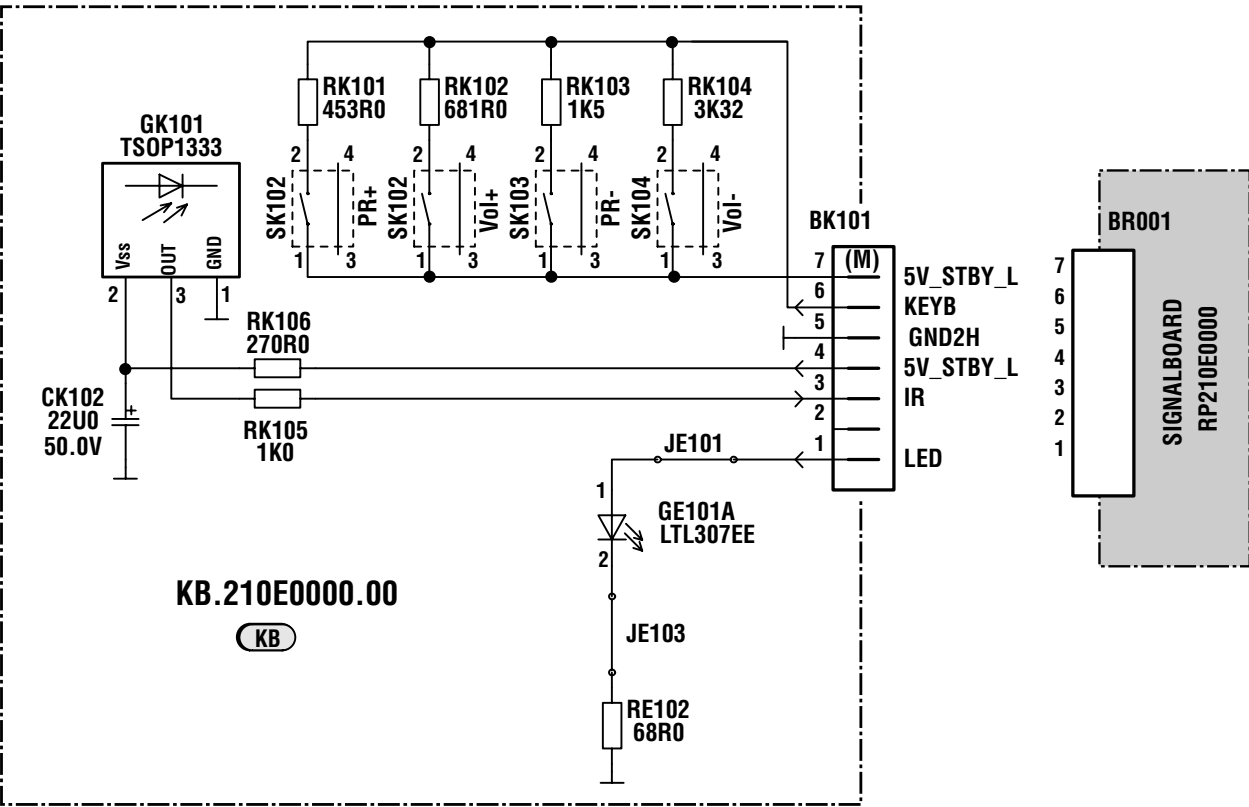 RK101
453R0
RK102
681R0
RK103
1K5
RK104
3K32
GK101
TSOP1333
Vss
OUT
GND
2
3
1
2 4
SK102
PR+
1 3
2 4
SK102
Vol+
1 3
2 4
SK103
PR-
1 3
2 4
SK104
Vol-
1 3
BK101
(M)
7 5V_STBY_L
6 KEYB
5 GND2H
4 5V_STBY_L
3 IR
2
1 LED
BR001
7
6
5
4
3
2
1
SIGNALBOARD
RP210E0000
RK106
270R0
RK105
1K0
CK102
22U0
50.0V
+
JE101
1
GE101A
LTL307EE
2
JE103
RE102
68R0
KB.210E0000.00
KB